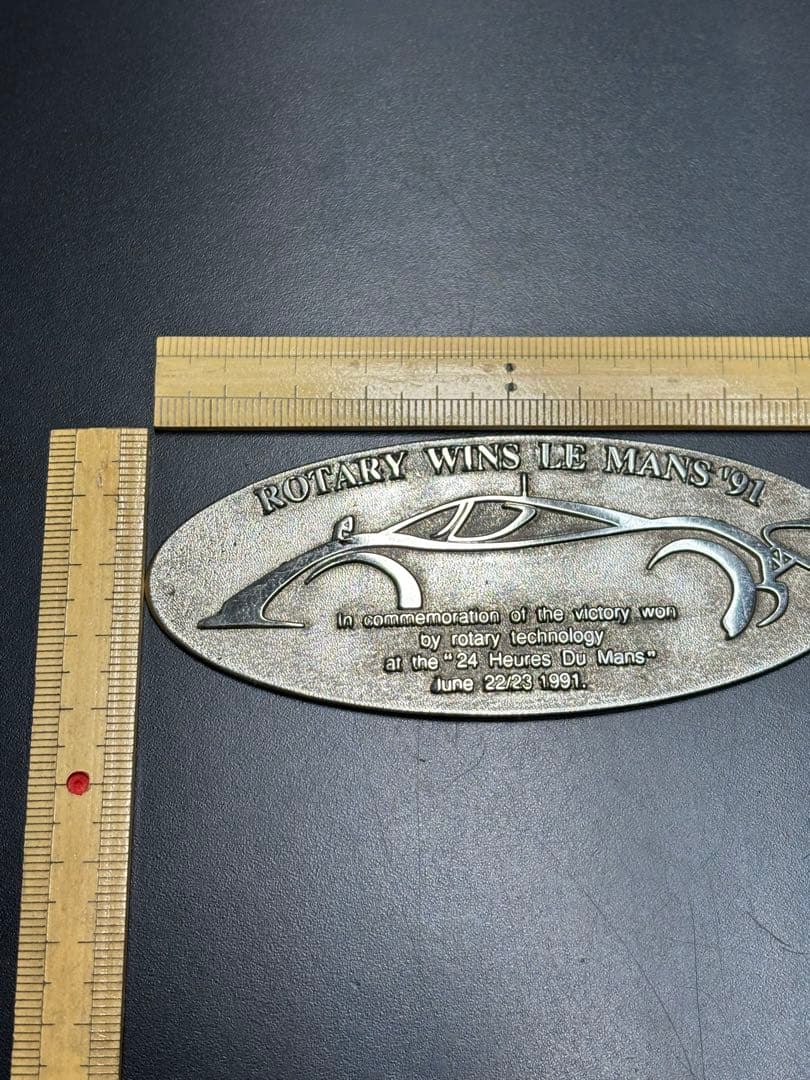 ROTARY WINS LE MANS '91
In commemoration of the victory won
by rotary technology
at the "24 Heures Du Mans"
June 22/23 1991.